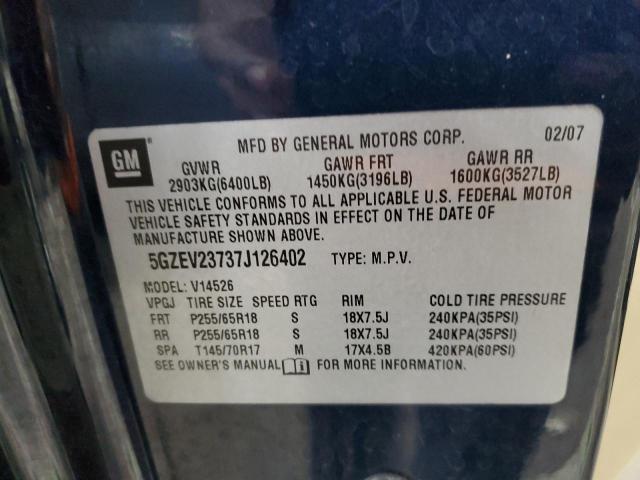 MFD BY GENERAL MOTORS CORP. 02/07
GM
GVWR GAWR FRT GAWR RR
2903KG(6400LB) 1450KG(3196LB) 1600KG(3527LB)
THIS VEHICLE CONFORMS TO ALL APPLICABLE U.S. FEDERAL MOTOR
VEHICLE SAFETY STANDARDS IN EFFECT ON THE DATE OF
MANUFACTURE SHOWN ABOVE.
5GZEV23737J126402 TYPE: M.P.V.
MODEL: V14526
VPGJ TIRE SIZE SPEED RTG RIM COLD TIRE PRESSURE
FRT P255/65R18 S 18X7.5J 240KPA(35PSI)
RR P255/65R18 S 18X7.5J 240KPA(35PSI)
SPA T145/70R17 M 17X4.5B 420KPA(60PSI)
SEE OWNER'S MANUAL i FOR MORE INFORMATION.